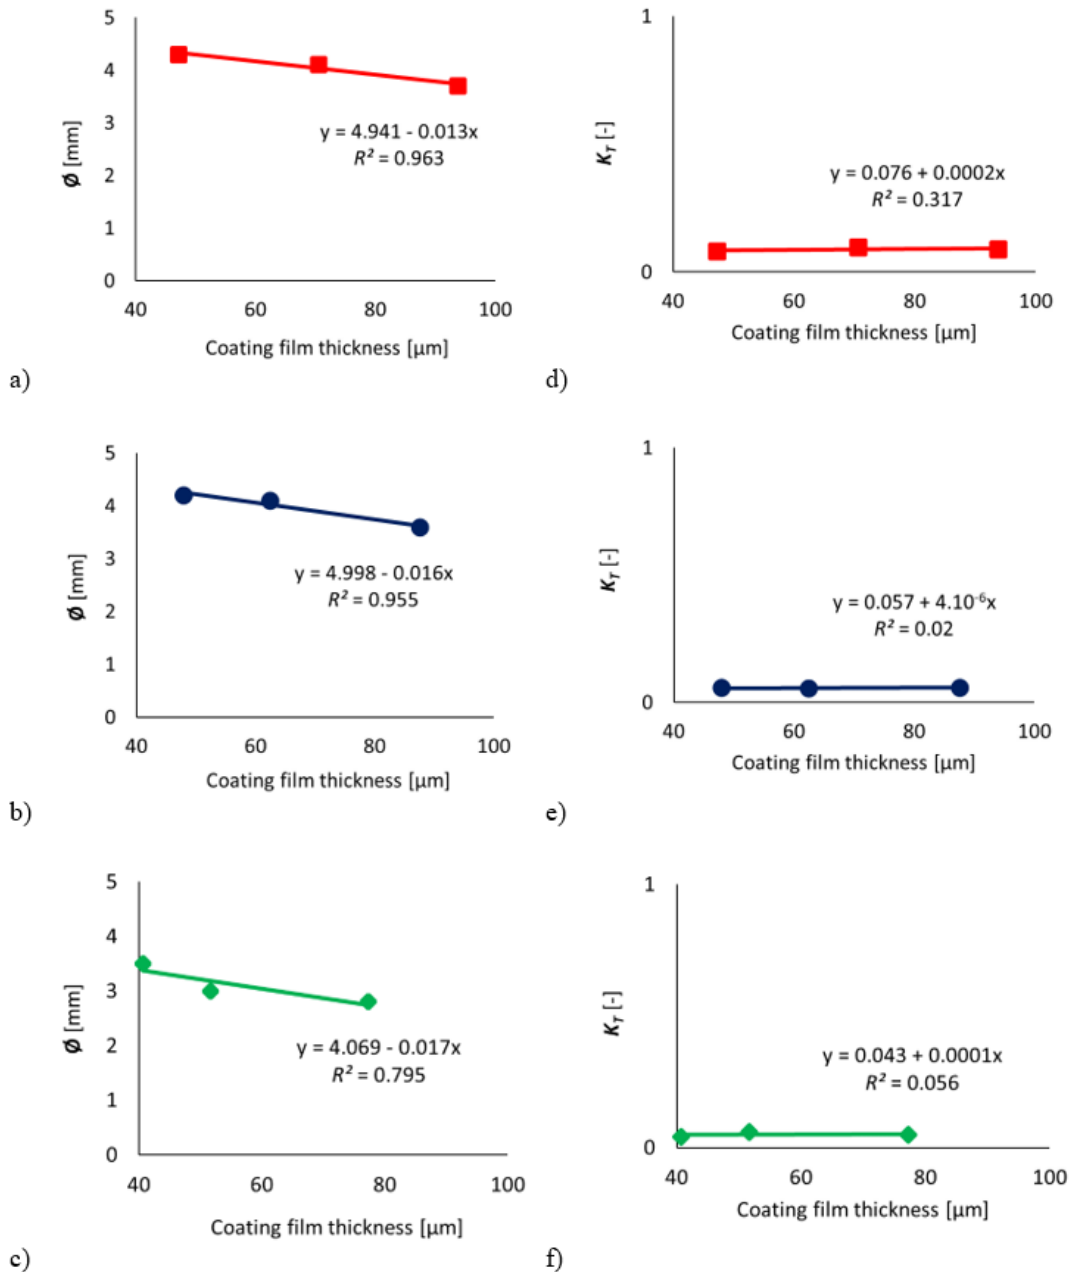 5
4
3
2
1
0
Ø [mm]
y = 4.941 - 0.013x
R² = 0.963
40 60 80 100
Coating film thickness [µm]
a)
1
0
K_T [-]
y = 0.076 + 0.0002x
R² = 0.317
40 60 80 100
Coating film thickness [µm]
d)
5
4
3
2
1
0
Ø [mm]
y = 4.998 - 0.016x
R² = 0.955
40 60 80 100
Coating film thickness [µm]
b)
1
0
K_T [-]
y = 0.057 + 4.10⁻⁶x
R² = 0.02
40 60 80 100
Coating film thickness [µm]
e)
5
4
3
2
1
0
Ø [mm]
y = 4.069 - 0.017x
R² = 0.795
40 60 80 100
Coating film thickness [µm]
c)
1
0
K_T [-]
y = 0.043 + 0.0001x
R² = 0.056
40 60 80 100
Coating film thickness [µm]
f)